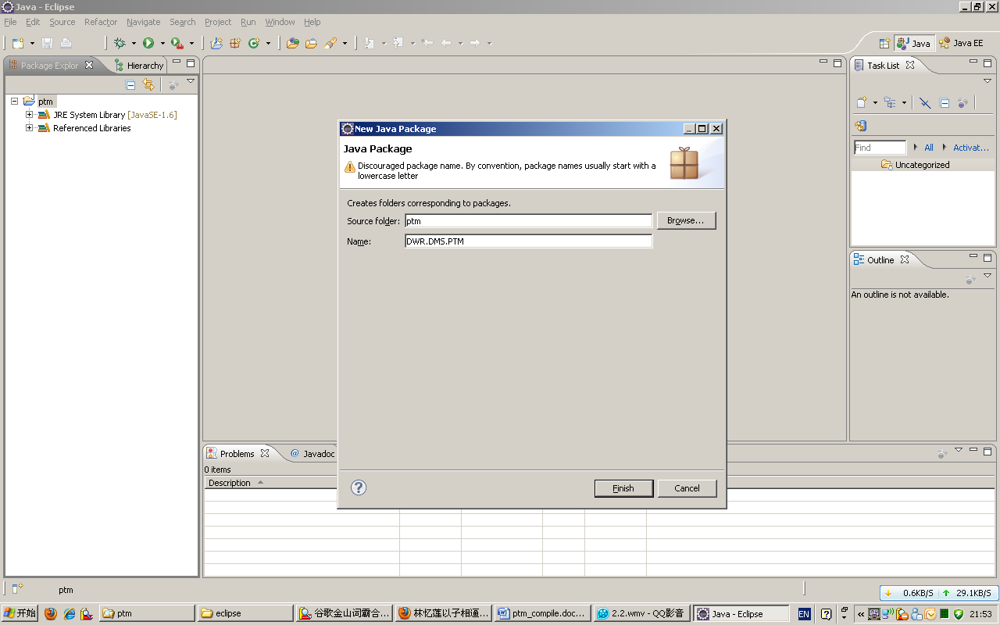 Java - Eclipse
File Edit Source Refactor Navigate Search Project Run Window Help
Java Java EE
Package Explor Hierarchy
ptm
JRE System Library [JavaSE-1.6]
Referenced Libraries
New Java Package
Java Package
Discouraged package name. By convention, package names usually start with a
lowercase letter
Creates folders corresponding to packages.
Source folder: ptm Browse...
Name: DWR.DMS.PTM
Finish Cancel
Task List
Find All Activat...
Uncategorized
Outline
An outline is not available.
Problems Javadoc
0 items
Description
ptm
0.6KB/S 29.1KB/S
开始 ptm eclipse 谷歌金山词霸合... 林忆莲以子相逼... ptm_compile.doc... 2.2.wmv - QQ影音 Java - Eclipse EN 21:53